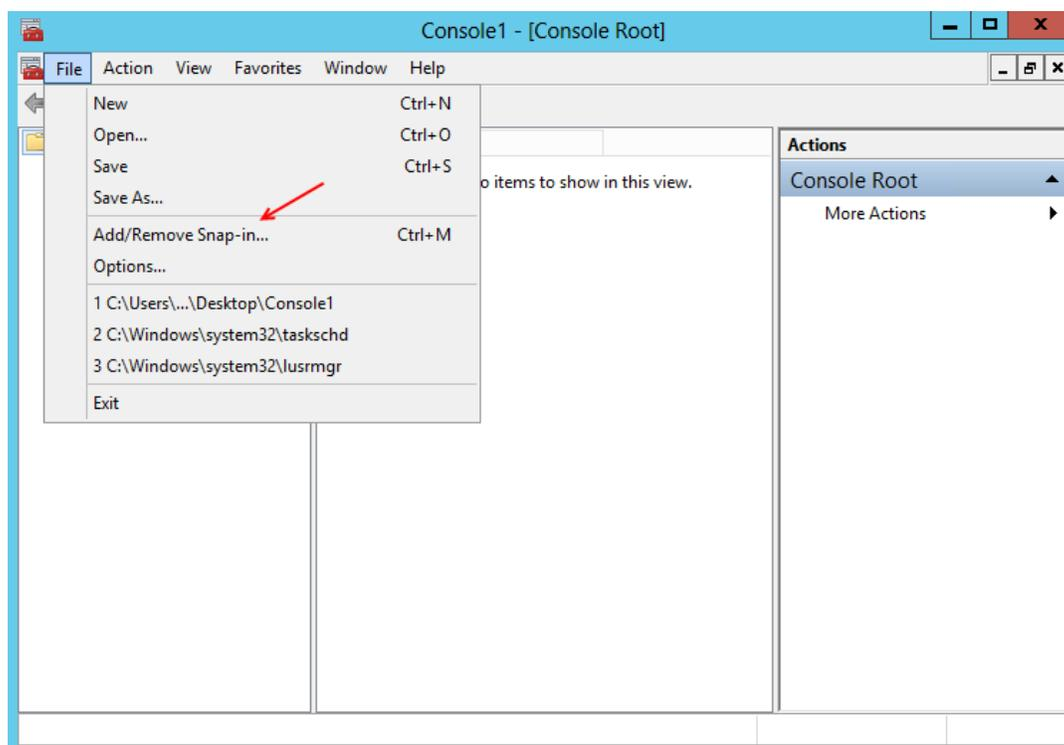 Console1 - [Console Root]
File Action View Favorites Window Help
New Ctrl+N
Open... Ctrl+O
Save Ctrl+S
Save As...
Add/Remove Snap-in... Ctrl+M
Options...
1 C:\Users\...\Desktop\Console1
2 C:\Windows\system32\taskschd
3 C:\Windows\system32\lusrmgr
Exit
o items to show in this view.
Actions
Console Root
More Actions